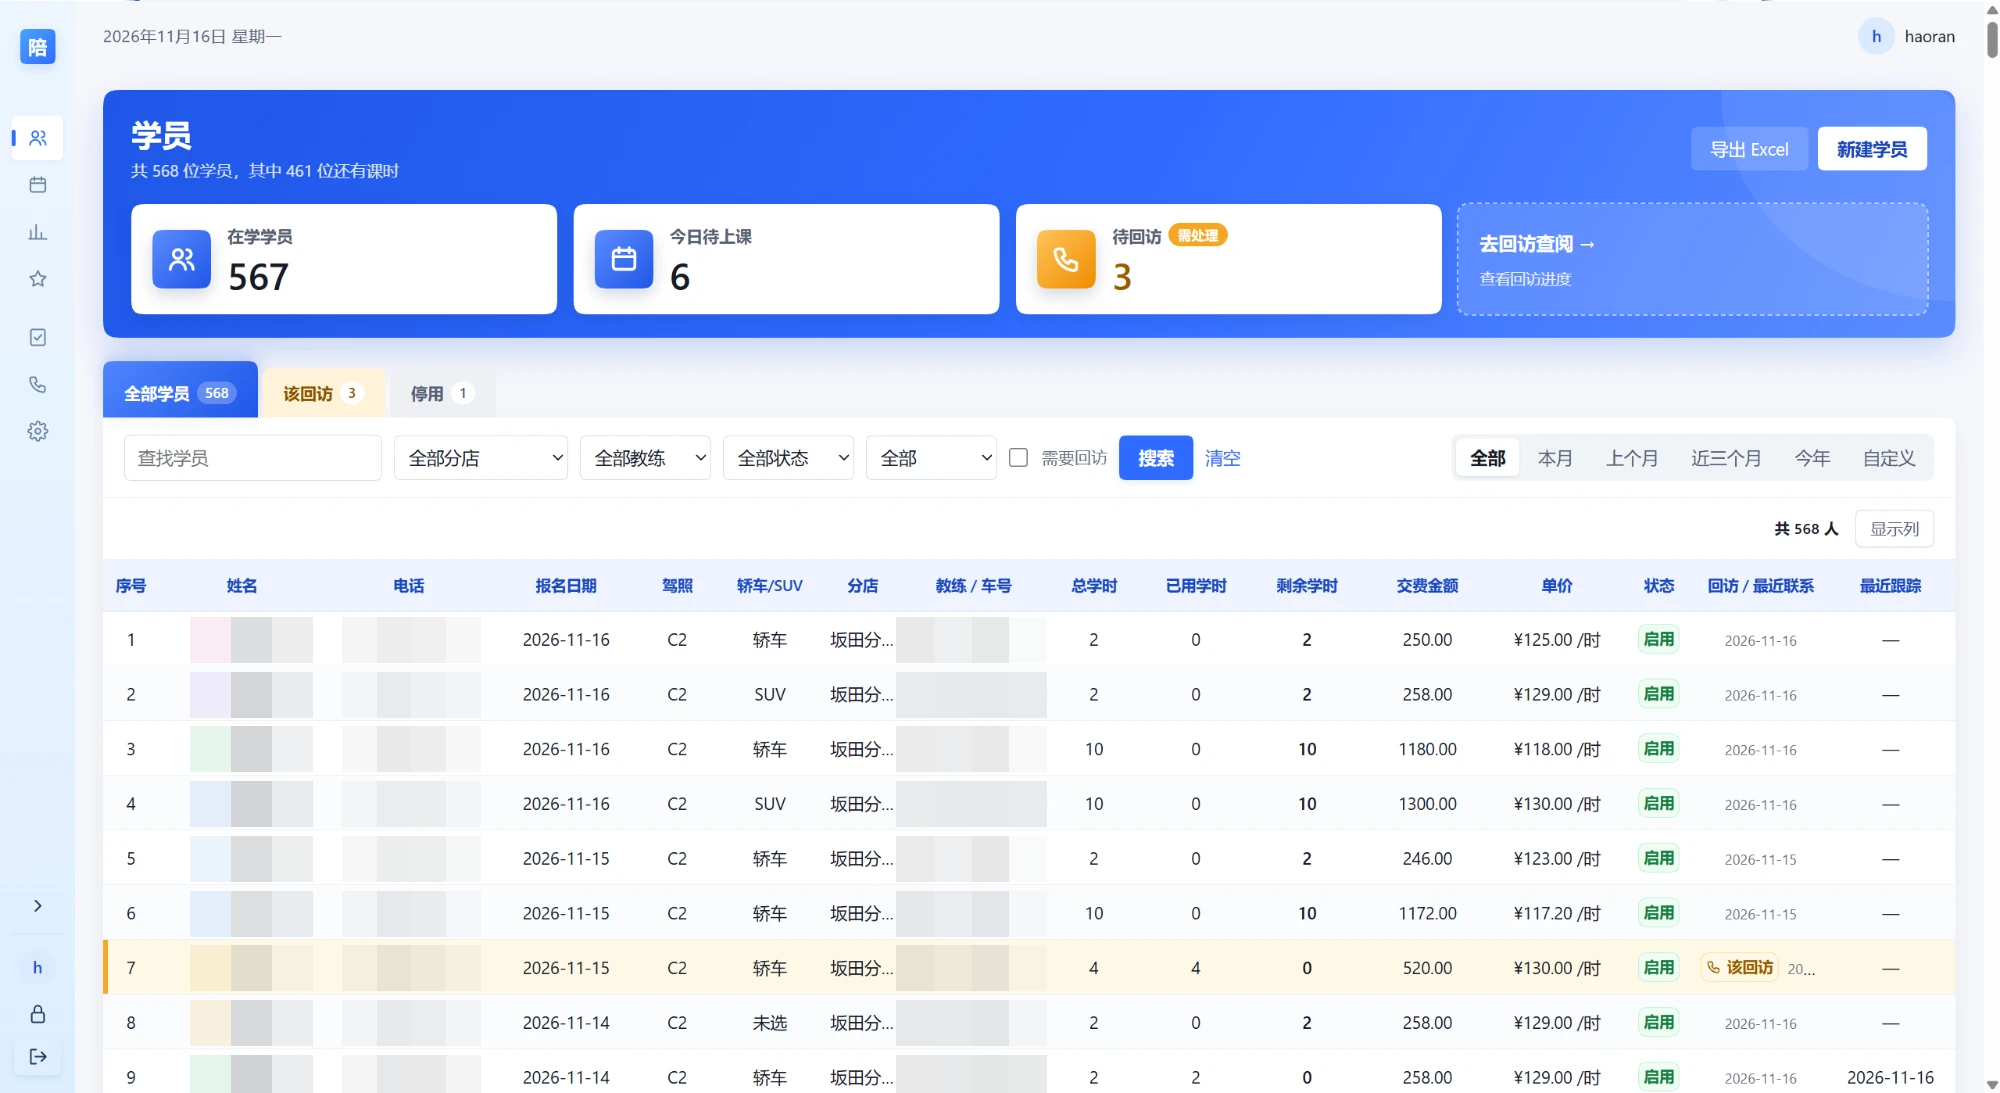 陪
2026年11月16日 星期一
h haoran
学员
共 568 位学员，其中 461 位还有课时
导出 Excel
新建学员
在学学员
567
今日待上课
6
待回访 需处理
3
去回访查阅 →
查看回访进度
全部学员 568
该回访 3
停用 1
查找学员
全部分店
全部教练
全部状态
全部
需要回访
搜索
清空
全部 本月 上个月 近三个月 今年 自定义
共 568 人
显示列
序号 姓名 电话 报名日期 驾照 轿车/SUV 分店 教练 / 车号 总学时 已用学时 剩余学时 交费金额 单价 状态 回访 / 最近联系 最近跟踪
1 2026-11-16 C2 轿车 坂田分... 2 0 2 250.00 ¥125.00 /时 启用 2026-11-16 —
2 2026-11-16 C2 SUV 坂田分... 2 0 2 258.00 ¥129.00 /时 启用 2026-11-16 —
3 2026-11-16 C2 轿车 坂田分... 10 0 10 1180.00 ¥118.00 /时 启用 2026-11-16 —
4 2026-11-16 C2 SUV 坂田分... 10 0 10 1300.00 ¥130.00 /时 启用 2026-11-16 —
5 2026-11-15 C2 轿车 坂田分... 2 0 2 246.00 ¥123.00 /时 启用 2026-11-15 —
6 2026-11-15 C2 轿车 坂田分... 10 0 10 1172.00 ¥117.20 /时 启用 2026-11-15 —
7 2026-11-15 C2 轿车 坂田分... 4 4 0 520.00 ¥130.00 /时 启用 该回访 20... —
8 2026-11-14 C2 未选 坂田分... 2 0 2 258.00 ¥129.00 /时 启用 2026-11-16 —
9 2026-11-14 C2 轿车 坂田分... 2 2 0 258.00 ¥129.00 /时 启用 2026-11-16 2026-11-16
h